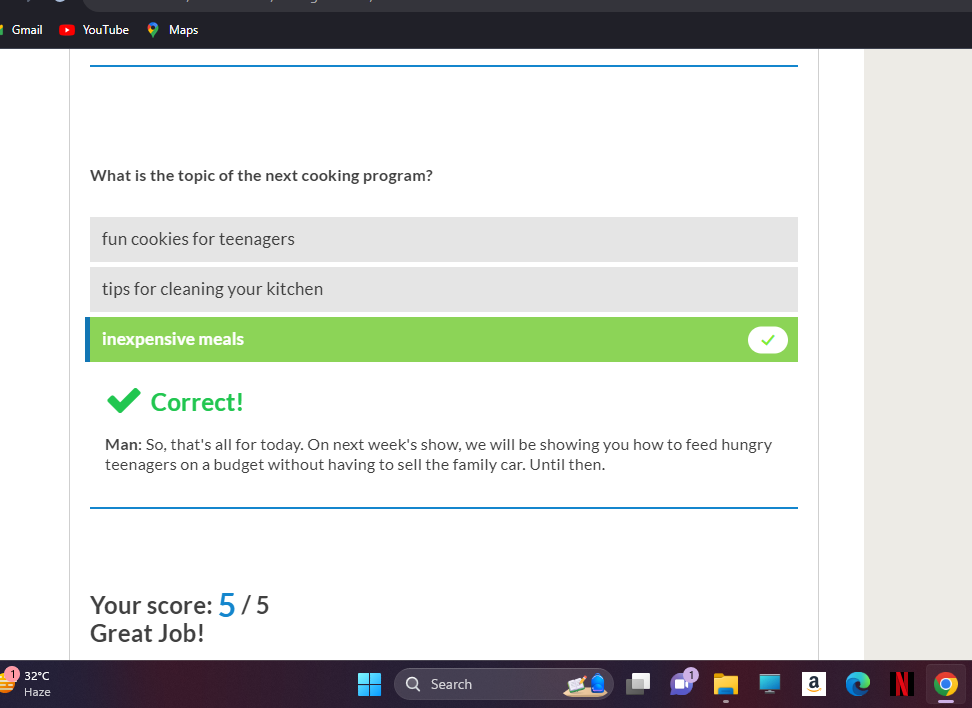 Gmail YouTube Maps
What is the topic of the next cooking program?
fun cookies for teenagers
tips for cleaning your kitchen
inexpensive meals
Correct!
Man: So, that's all for today. On next week's show, we will be showing you how to feed hungry
teenagers on a budget without having to sell the family car. Until then.
Your score: 5 / 5
Great Job!
1
32°C
Haze
Search
1
a
N